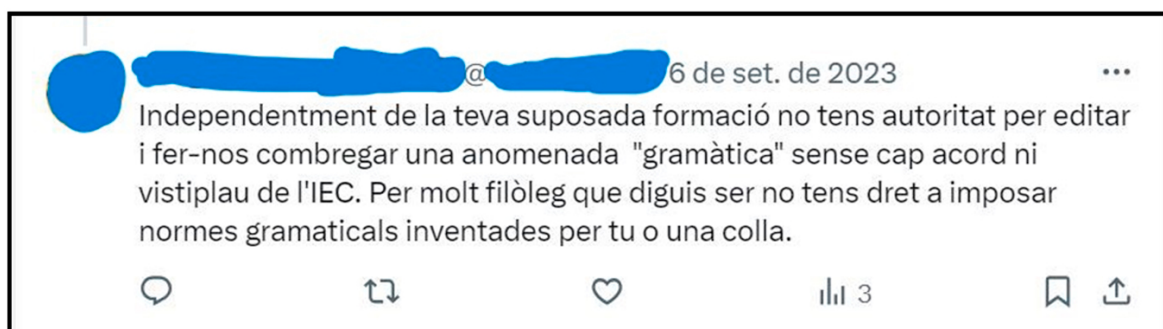 @ 6 de set. de 2023
Independentment de la teva suposada formació no tens autoritat per editar
i fer-nos combregar una anomenada "gramàtica" sense cap acord ni
vistiplau de l'IEC. Per molt filòleg que diguis ser no tens dret a imposar
normes gramaticals inventades per tu o una colla.
3